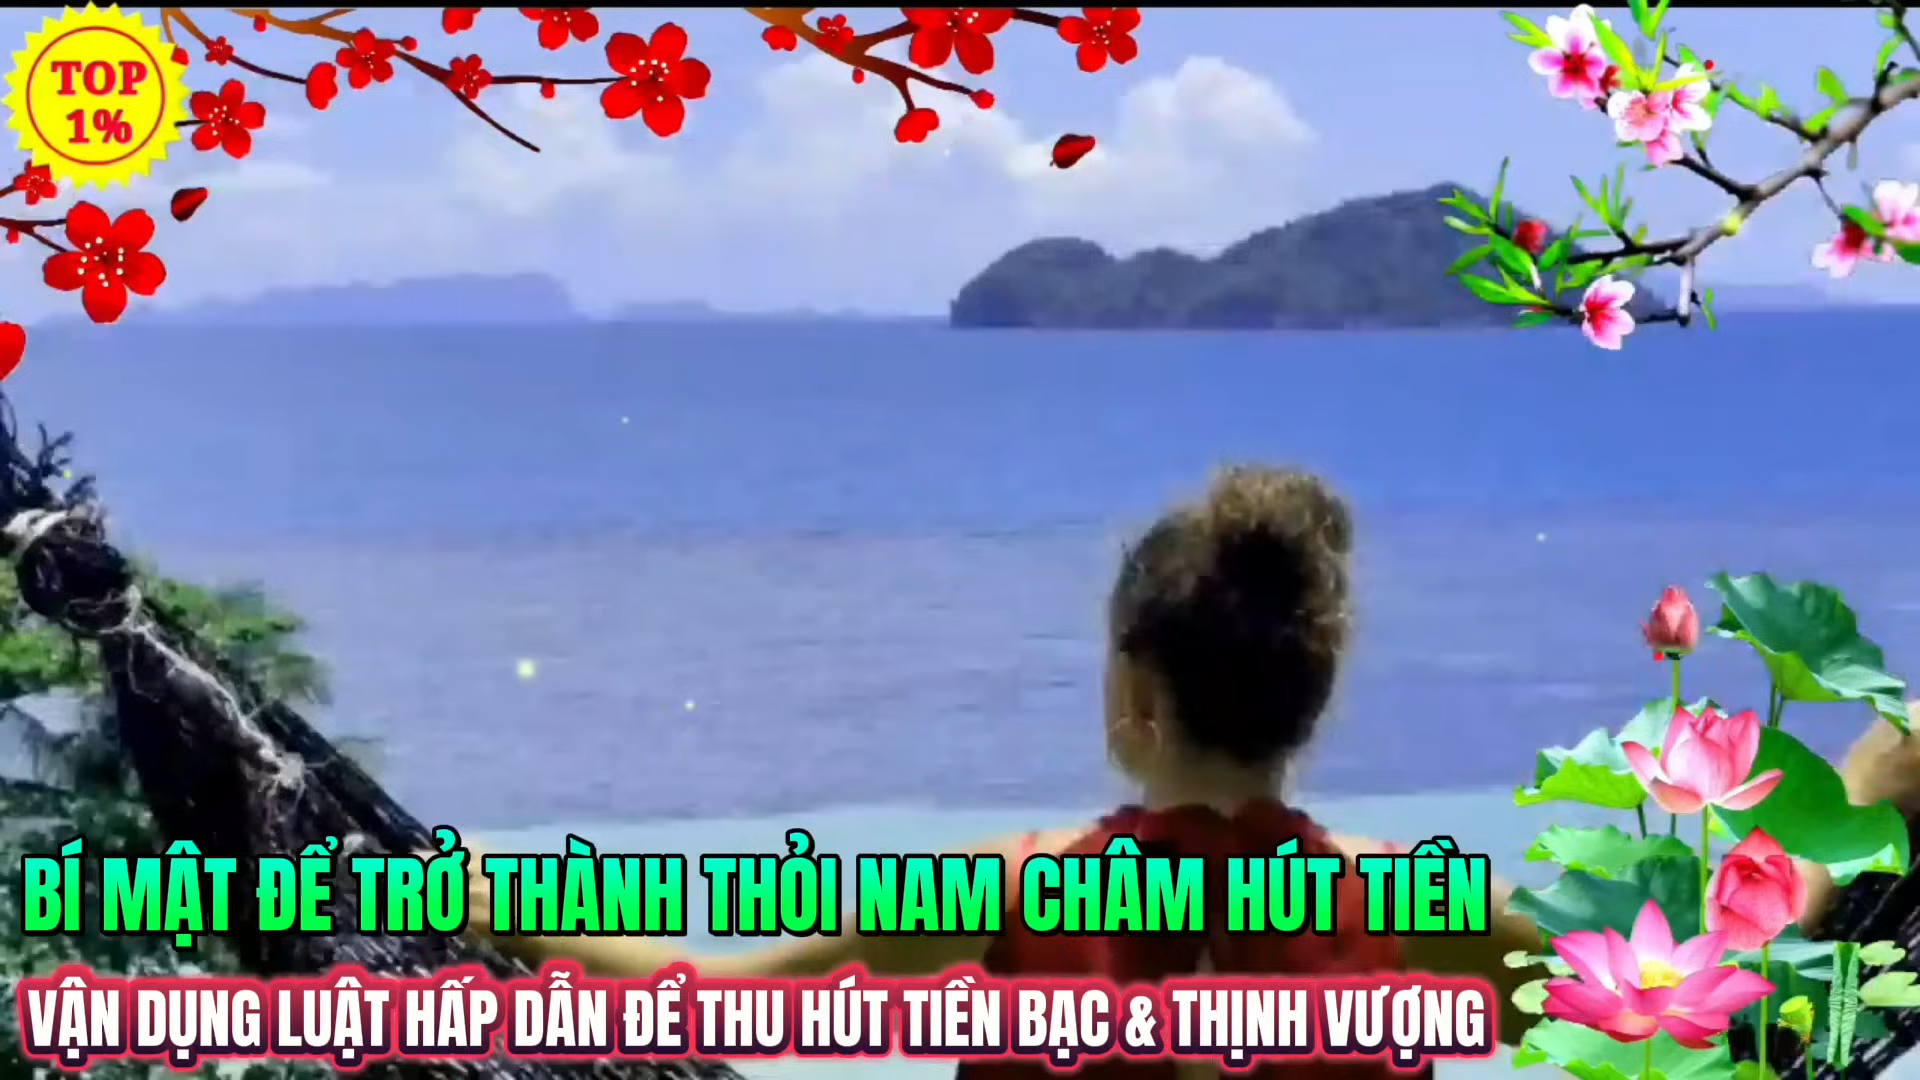 TOP
1%
BÍ MẬT ĐỂ TRỞ THÀNH THỎI NAM CHÂM HÚT TIỀN
VẬN DỤNG LUẬT HẤP DẪN ĐỂ THU HÚT TIỀN BẠC & THỊNH VƯỢNG